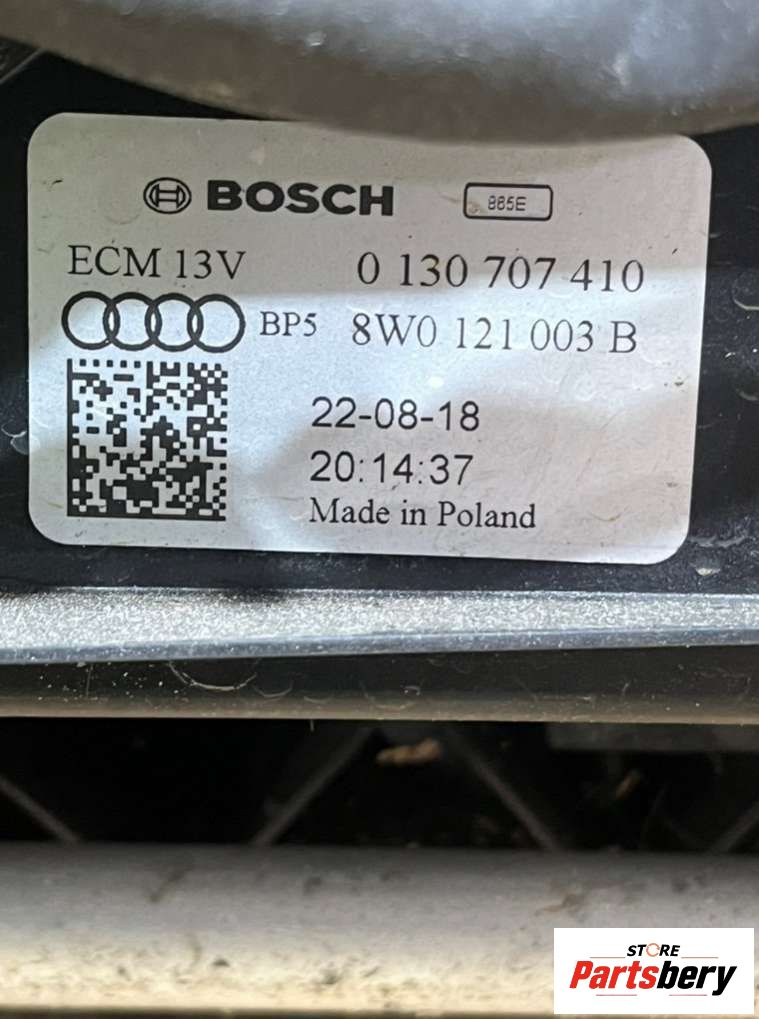 BOSCH 865E
ECM 13V 0 130 707 410
BP5 8W0 121 003 B
22-08-18
20:14:37
Made in Poland
STORE
Partsbery